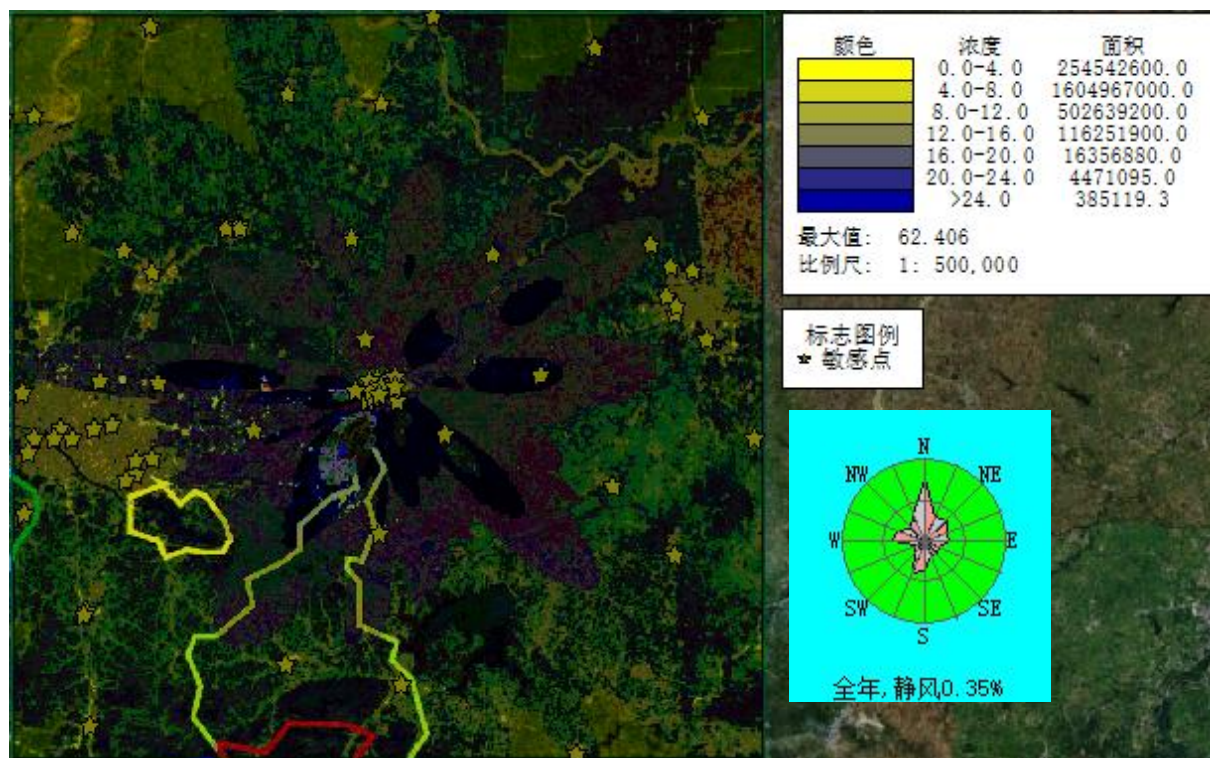 颜色 浓度 面积
0.0-4.0 254542600.0
4.0-8.0 1604967000.0
8.0-12.0 502639200.0
12.0-16.0 116251900.0
16.0-20.0 16356880.0
20.0-24.0 4471095.0
>24.0 385119.3
最大值: 62.406
比例尺: 1: 500,000
标志图例
敏感点
N
NW NE
W E
SW SE
S
全年,静风0.35%